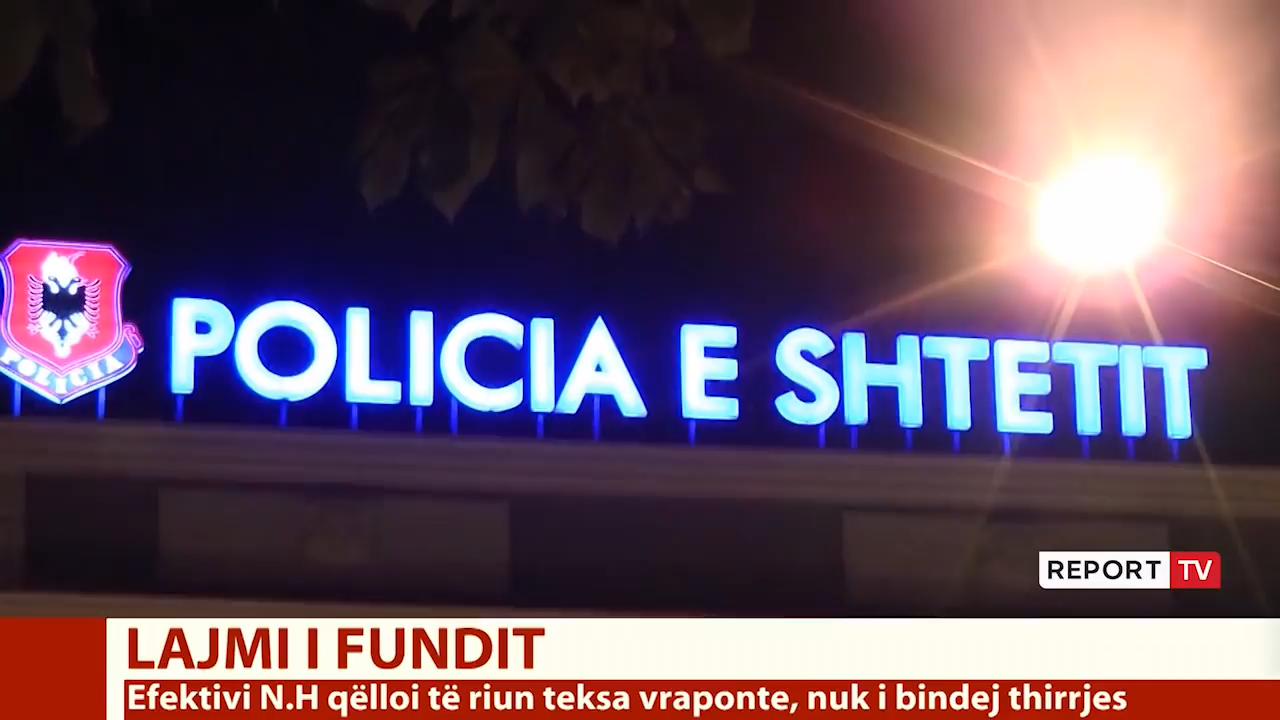 POLICIA E SHTETIT
POLICIA
REPORT TV
LAJMI I FUNDIT
Efektivi N.H qëlloi të riun teksa vraponte, nuk i bindej thirrjes